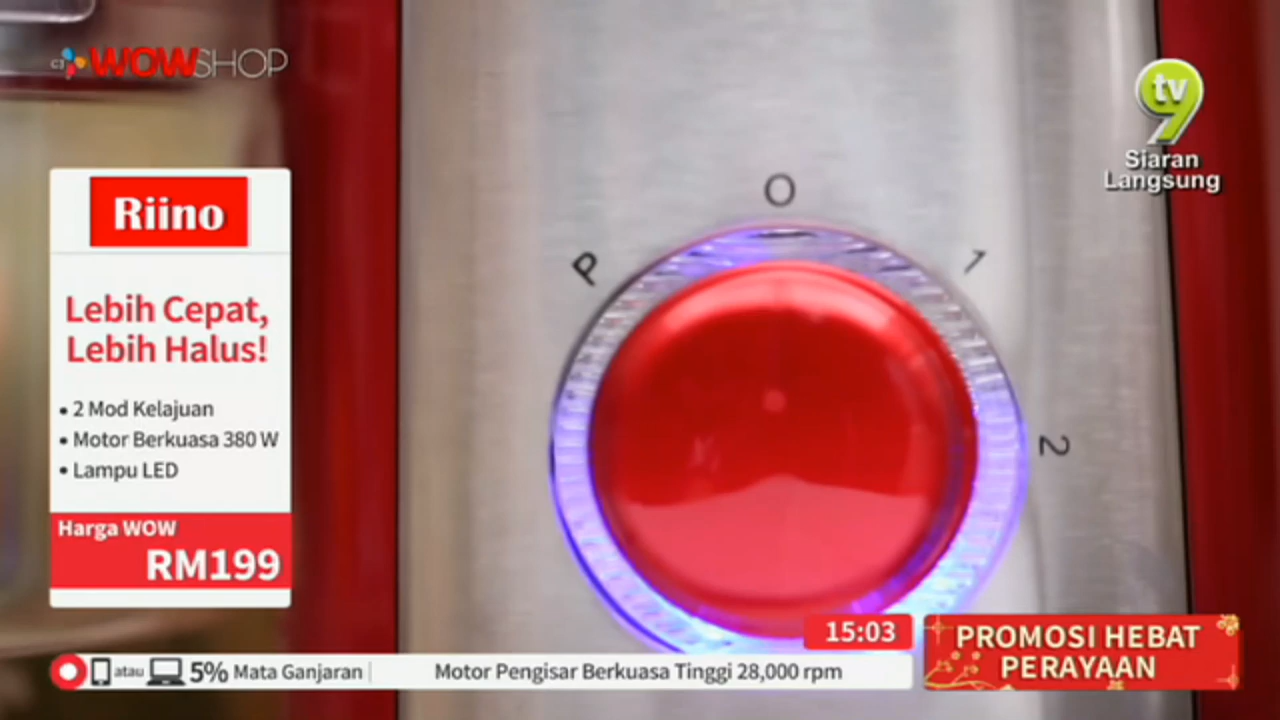 CJ WOWSHOP
tv9
Siaran
Langsung
Riino
Lebih Cepat,
Lebih Halus!
• 2 Mod Kelajuan
• Motor Berkuasa 380 W
• Lampu LED
Harga WOW
RM199
P
O
1
2
15:03
PROMOSI HEBAT
PERAYAAN
atau 5% Mata Ganjaran
Motor Pengisar Berkuasa Tinggi 28,000 rpm